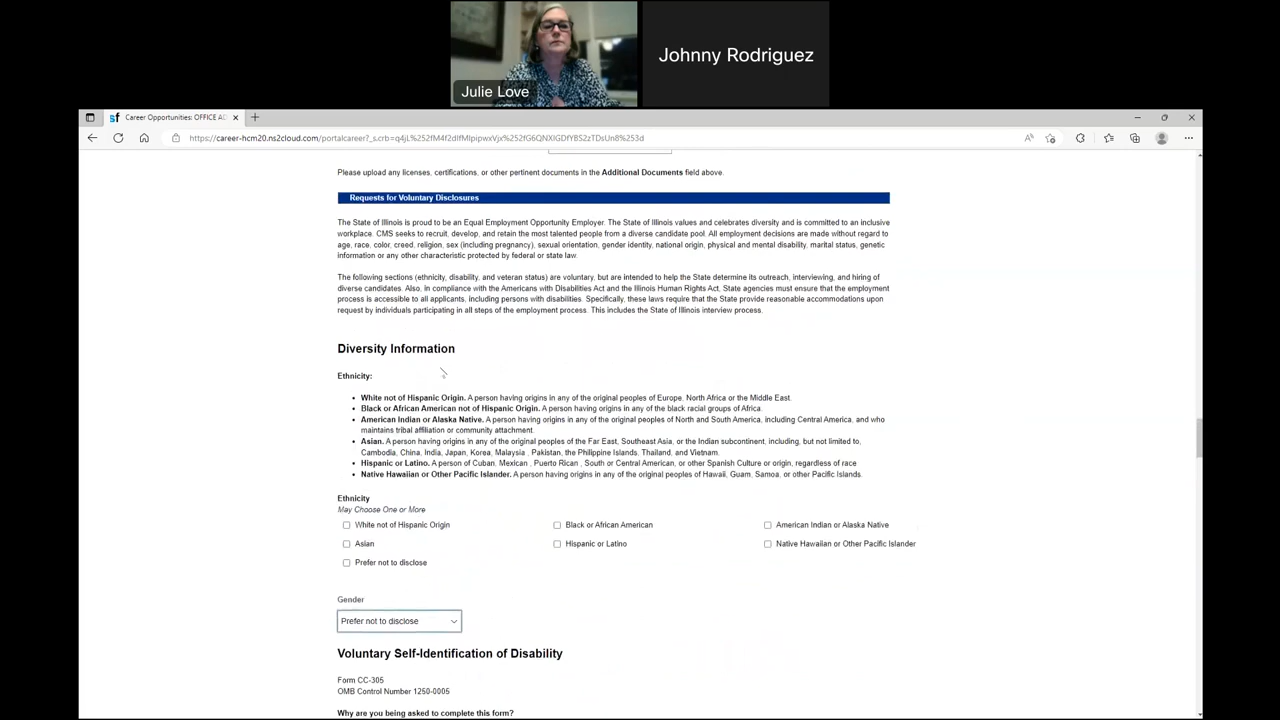 Julie Love
Johnny Rodriguez
Career Opportunities: OFFICE AD
https://career-hcm20.ns2cloud.com/portalcareer?_s.crb=q4jL%252fM4f2dIfMlpipwxVjx%252fG6QNXlGDfYBS2zTDsUn8%253d
Please upload any licenses, certifications, or other pertinent documents in the Additional Documents field above.
Requests for Voluntary Disclosures
The State of Illinois is proud to be an Equal Employment Opportunity Employer. The State of Illinois values and celebrates diversity and is committed to an inclusive
workplace. CMS seeks to recruit, develop, and retain the most talented people from a diverse candidate pool. All employment decisions are made without regard to
age, race, color, creed, religion, sex (including pregnancy), sexual orientation, gender identity, national origin, physical and mental disability, marital status, genetic
information or any other characteristic protected by federal or state law.
The following sections (ethnicity, disability, and veteran status) are voluntary, but are intended to help the State determine its outreach, interviewing, and hiring of
diverse candidates. Also, in compliance with the Americans with Disabilities Act and the Illinois Human Rights Act, State agencies must ensure that the employment
process is accessible to all applicants, including persons with disabilities. Specifically, these laws require that the State provide reasonable accommodations upon
request by individuals participating in all steps of the employment process. This includes the State of Illinois interview process.
Diversity Information
Ethnicity:
• White not of Hispanic Origin. A person having origins in any of the original peoples of Europe, North Africa or the Middle East.
• Black or African American not of Hispanic Origin. A person having origins in any of the black racial groups of Africa.
• American Indian or Alaska Native. A person having origins in any of the original peoples of North and South America, including Central America, and who
maintains tribal affiliation or community attachment.
• Asian. A person having origins in any of the original peoples of the Far East, Southeast Asia, or the Indian subcontinent, including, but not limited to,
Cambodia, China, India, Japan, Korea, Malaysia , Pakistan, the Philippine Islands, Thailand, and Vietnam.
• Hispanic or Latino. A person of Cuban, Mexican , Puerto Rican , South or Central American, or other Spanish Culture or origin, regardless of race
• Native Hawaiian or Other Pacific Islander. A person having origins in any of the original peoples of Hawaii, Guam, Samoa, or other Pacific Islands.
Ethnicity
May Choose One or More
White not of Hispanic Origin Black or African American American Indian or Alaska Native
Asian Hispanic or Latino Native Hawaiian or Other Pacific Islander
Prefer not to disclose
Gender
Prefer not to disclose
Voluntary Self-Identification of Disability
Form CC-305
OMB Control Number 1250-0005
Why are you being asked to complete this form?